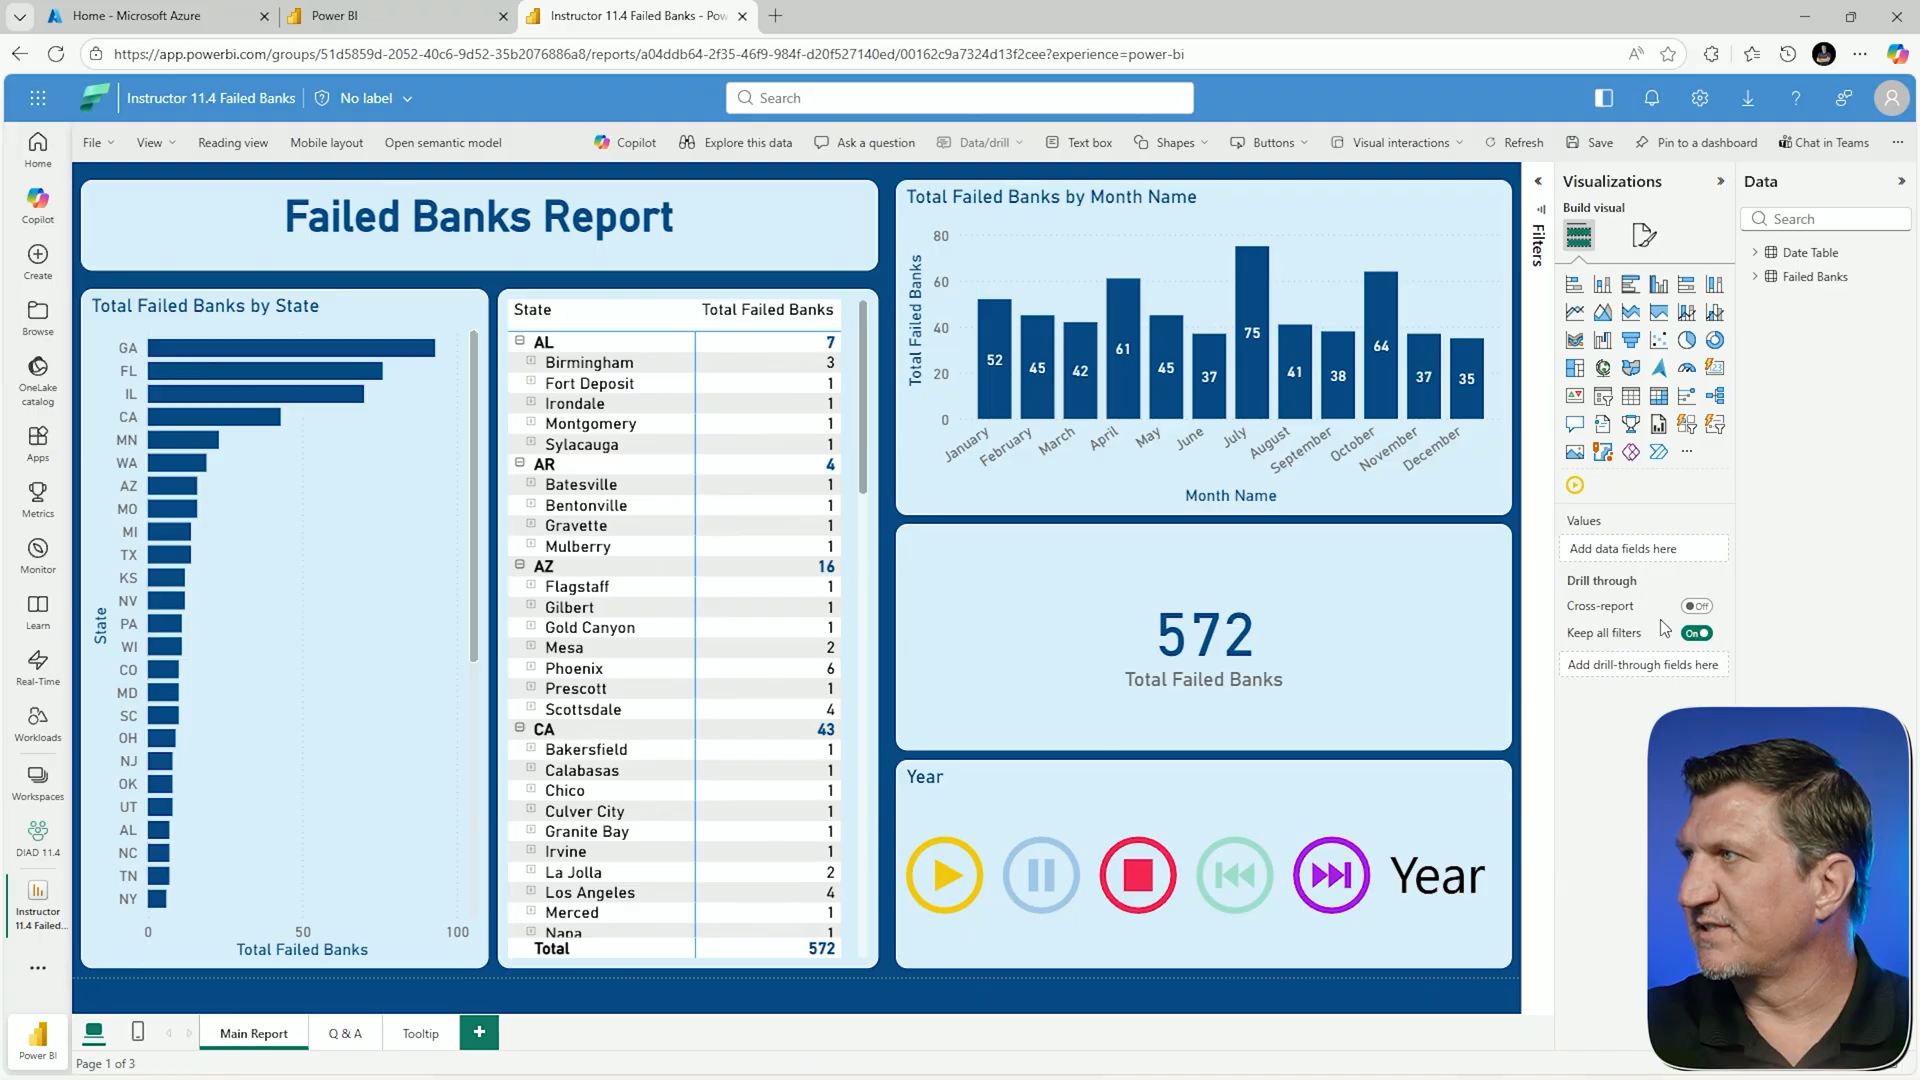 Home - Microsoft Azure
Power BI
Instructor 11.4 Failed Banks - Pow
https://app.powerbi.com/groups/51d5859d-2052-40c6-9d52-35b2076886a8/reports/a04ddb64-2f35-46f9-984f-d20f527140ed/00162c9a7324d13f2cee?experience=power-bi
Instructor 11.4 Failed Banks
No label
Search
File
View
Reading view
Mobile layout
Open semantic model
Copilot
Explore this data
Ask a question
Data/drill
Text box
Shapes
Buttons
Visual interactions
Refresh
Save
Pin to a dashboard
Chat in Teams
Home
Copilot
Create
Browse
OneLake
catalog
Apps
Metrics
Monitor
Learn
Real-Time
Workloads
Workspaces
DIAD 11.4
Instructor
11.4 Failed...
Power BI
Failed Banks Report
Total Failed Banks by State
State
GA
FL
IL
CA
MN
WA
AZ
MO
MI
TX
KS
NV
PA
WI
CO
MD
SC
OH
NJ
OK
UT
AL
NC
TN
NY
0 50 100
Total Failed Banks
State Total Failed Banks
AL 7
Birmingham 3
Fort Deposit 1
Irondale 1
Montgomery 1
Sylacauga 1
AR 4
Batesville 1
Bentonville 1
Gravette 1
Mulberry 1
AZ 16
Flagstaff 1
Gilbert 1
Gold Canyon 1
Mesa 2
Phoenix 6
Prescott 1
Scottsdale 4
CA 43
Bakersfield 1
Calabasas 1
Chico 1
Culver City 1
Granite Bay 1
Irvine 1
La Jolla 2
Los Angeles 4
Merced 1
Napa 1
Total 572
Total Failed Banks by Month Name
Total Failed Banks
80
60
40
20
0
52 45 42 61 45 37 75 41 38 64 37 35
January February March April May June July August September October November December
Month Name
572
Total Failed Banks
Year
Year
Filters
Visualizations
Build visual
Values
Add data fields here
Drill through
Cross-report Off
Keep all filters On
Add drill-through fields here
Data
Search
Date Table
Failed Banks
Main Report
Q & A
Tooltip
Page 1 of 3